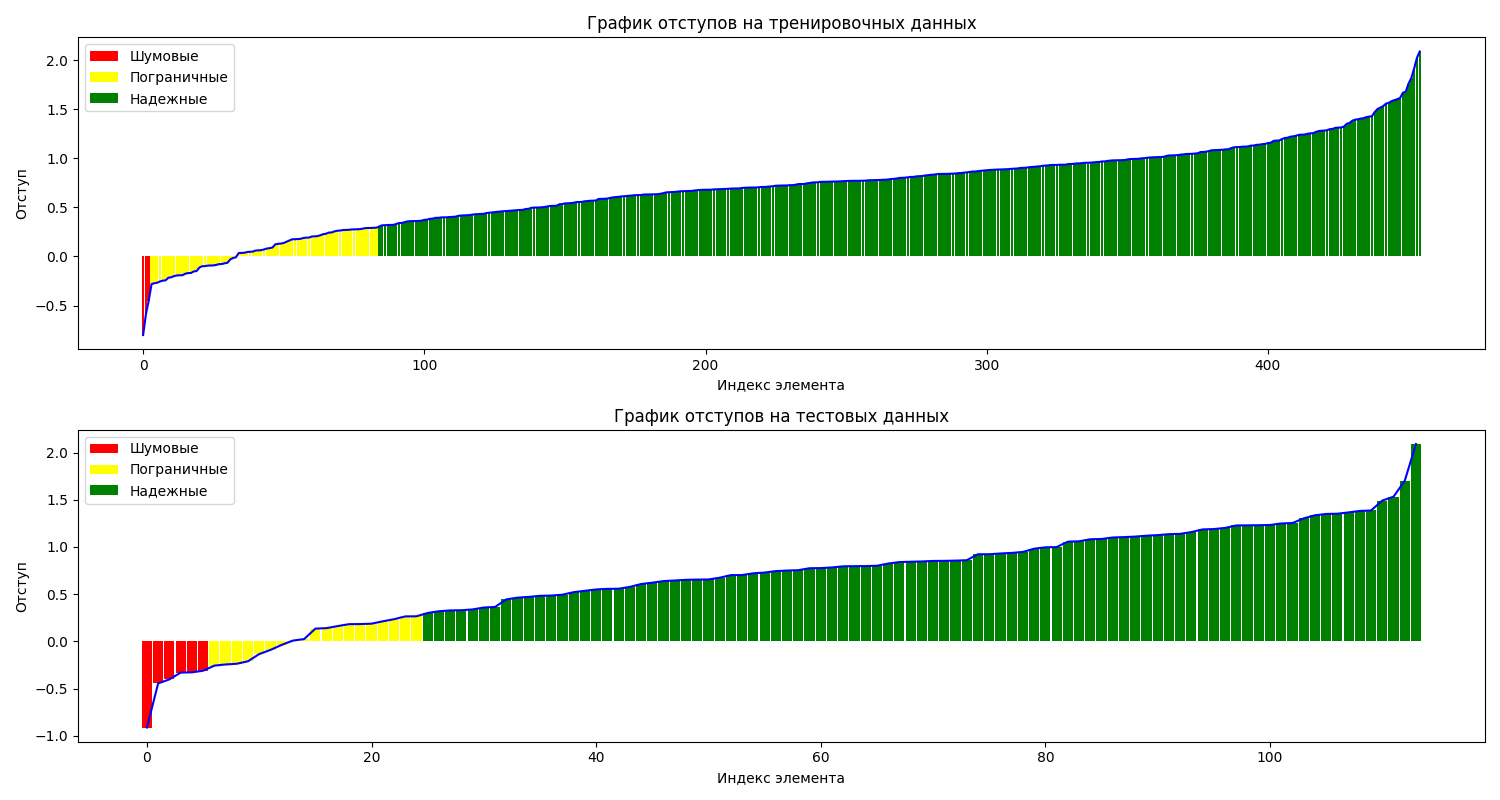 График отступов на тренировочных данных
Шумовые
Пограничные
Надежные
2.0
1.5
1.0
0.5
0.0
−0.5
Отступ
0 100 200 300 400
Индекс элемента
График отступов на тестовых данных
Шумовые
Пограничные
Надежные
2.0
1.5
1.0
0.5
0.0
−0.5
−1.0
Отступ
0 20 40 60 80 100
Индекс элемента